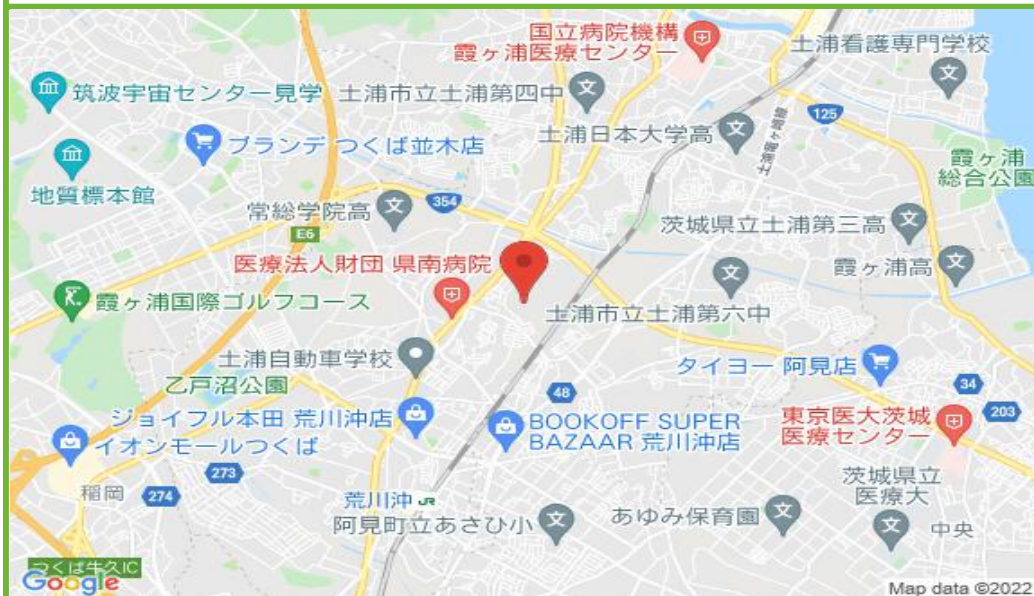 国立病院機構
霞ヶ浦医療センター
土浦看護専門学校
筑波宇宙センター見学
土浦市立土浦第四中
125
ブランデ つくば並木店
土浦日本大学高
霞ヶ浦
総合公園
地質標本館
常総学院高
354
茨城県立土浦第三高
E6
医療法人財団 県南病院
霞ヶ浦高
霞ヶ浦国際ゴルフコース
土浦市立土浦第六中
土浦自動車学校
タイヨー 阿見店
乙戸沼公園
48
34
ジョイフル本田 荒川沖店
BOOKOFF SUPER
BAZAAR 荒川沖店
東京医大茨城
医療センター
203
イオンモールつくば
273
稲岡
274
荒川沖 JR
茨城県立
医療大
阿見町立あさひ小
あゆみ保育園
中央
つくば牛久IC
Google
Map data ©2022